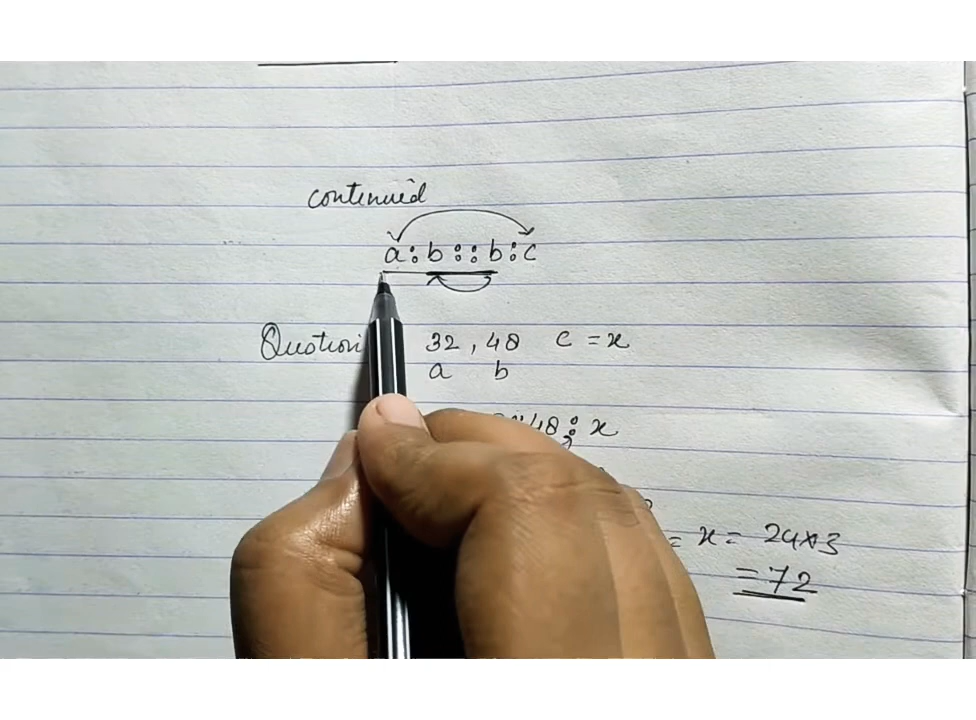 contenued
a : b : : b : c
Quotion 32 , 48 c = x
a b
48 : x
= x = 24 × 3
= 72